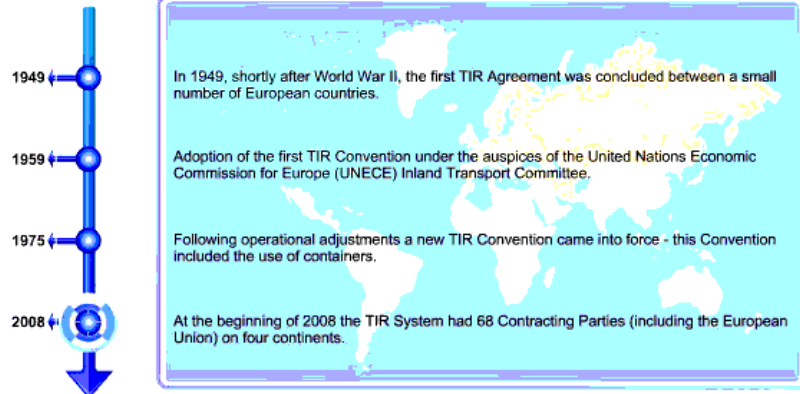 1949
In 1949, shortly after World War II, the first TIR Agreement was concluded between a small
number of European countries.
1959
Adoption of the first TIR Convention under the auspices of the United Nations Economic
Commission for Europe (UNECE) Inland Transport Committee.
1975
Following operational adjustments a new TIR Convention came into force - this Convention
included the use of containers.
2008
At the beginning of 2008 the TIR System had 68 Contracting Parties (including the European
Union) on four continents.